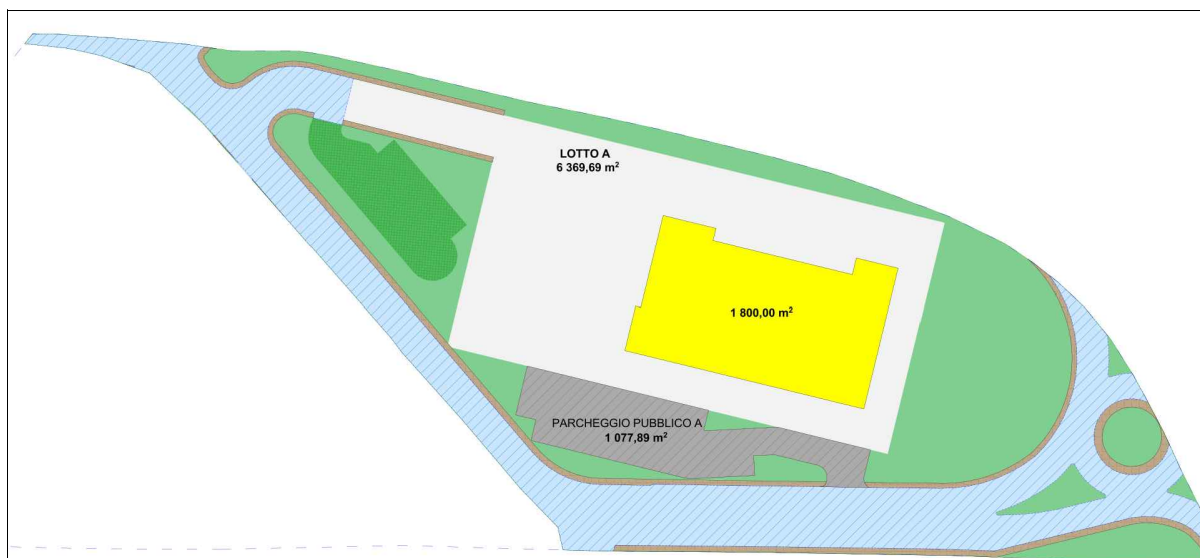 LOTTO A
6 369,69 m²
1 800,00 m²
PARCHEGGIO PUBBLICO A
1 077,89 m²